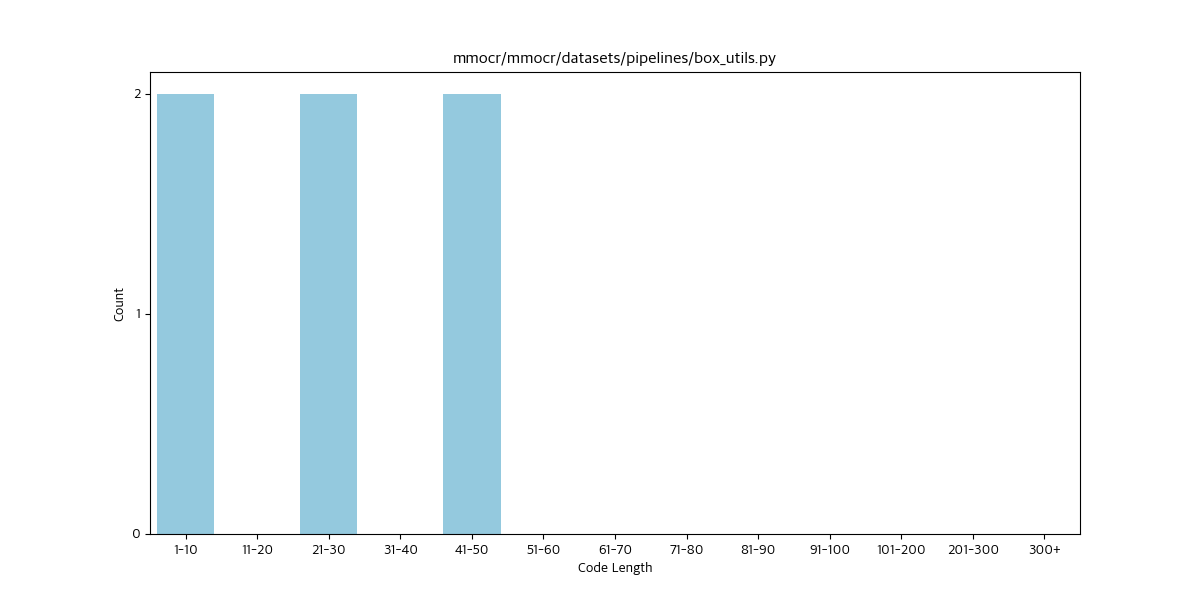 mmocr/mmocr/datasets/pipelines/box_utils.py
2
1
0
Count
1-10 11-20 21-30 31-40 41-50 51-60 61-70 71-80 81-90 91-100 101-200 201-300 300+
Code Length